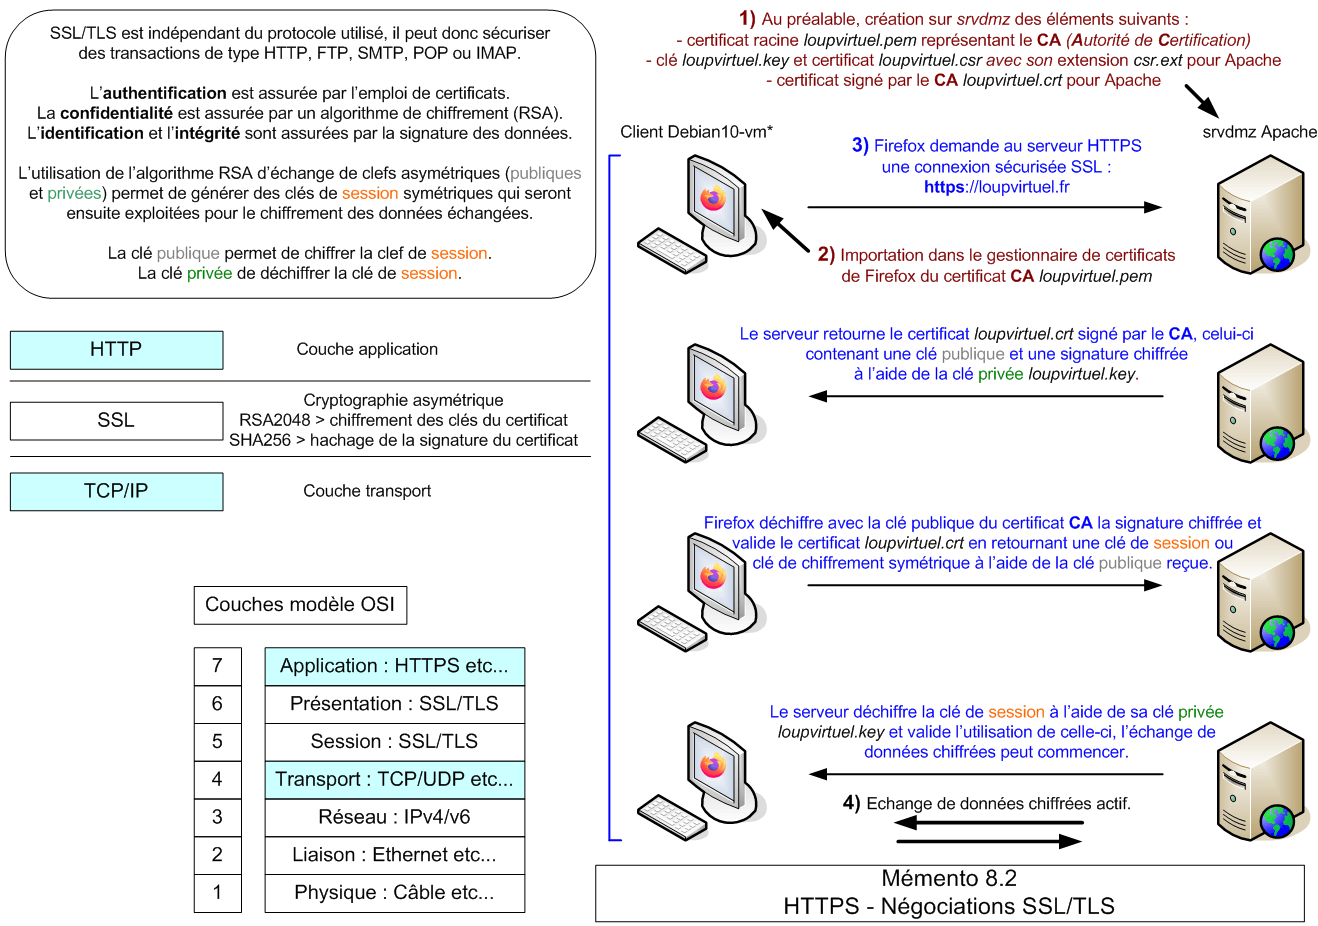 SSL/TLS est indépendant du protocole utilisé, il peut donc sécuriser
des transactions de type HTTP, FTP, SMTP, POP ou IMAP.
L'authentification est assurée par l'emploi de certificats.
La confidentialité est assurée par un algorithme de chiffrement (RSA).
L'identification et l'intégrité sont assurées par la signature des données.
L'utilisation de l'algorithme RSA d'échange de clefs asymétriques (publiques
et privées) permet de générer des clés de session symétriques qui seront
ensuite exploitées pour le chiffrement des données échangées.
La clé publique permet de chiffrer la clef de session.
La clé privée de déchiffrer la clé de session.
HTTP
Couche application
SSL
Cryptographie asymétrique
RSA2048 > chiffrement des clés du certificat
SHA256 > hachage de la signature du certificat
TCP/IP
Couche transport
Couches modèle OSI
7 Application : HTTPS etc...
6 Présentation : SSL/TLS
5 Session : SSL/TLS
4 Transport : TCP/UDP etc...
3 Réseau : IPv4/v6
2 Liaison : Ethernet etc...
1 Physique : Câble etc...
1) Au préalable, création sur srvdmz des éléments suivants :
- certificat racine loupvirtuel.pem représentant le CA (Autorité de Certification)
- clé loupvirtuel.key et certificat loupvirtuel.csr avec son extension csr.ext pour Apache
- certificat signé par le CA loupvirtuel.crt pour Apache
Client Debian10-vm*
srvdmz Apache
3) Firefox demande au serveur HTTPS
une connexion sécurisée SSL :
https://loupvirtuel.fr
2) Importation dans le gestionnaire de certificats
de Firefox du certificat CA loupvirtuel.pem
Le serveur retourne le certificat loupvirtuel.crt signé par le CA, celui-ci
contenant une clé publique et une signature chiffrée
à l'aide de la clé privée loupvirtuel.key.
Firefox déchiffre avec la clé publique du certificat CA la signature chiffrée et
valide le certificat loupvirtuel.crt en retournant une clé de session ou
clé de chiffrement symétrique à l'aide de la clé publique reçue.
Le serveur déchiffre la clé de session à l'aide de sa clé privée
loupvirtuel.key et valide l'utilisation de celle-ci, l'échange de
données chiffrées peut commencer.
4) Echange de données chiffrées actif.
Mémento 8.2
HTTPS - Négociations SSL/TLS